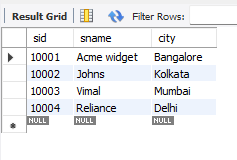 Result Grid Filter Rows:
sid sname city
10001 Acme widget Bangalore
10002 Johns Kolkata
10003 Vimal Mumbai
10004 Reliance Delhi
NULL NULL NULL